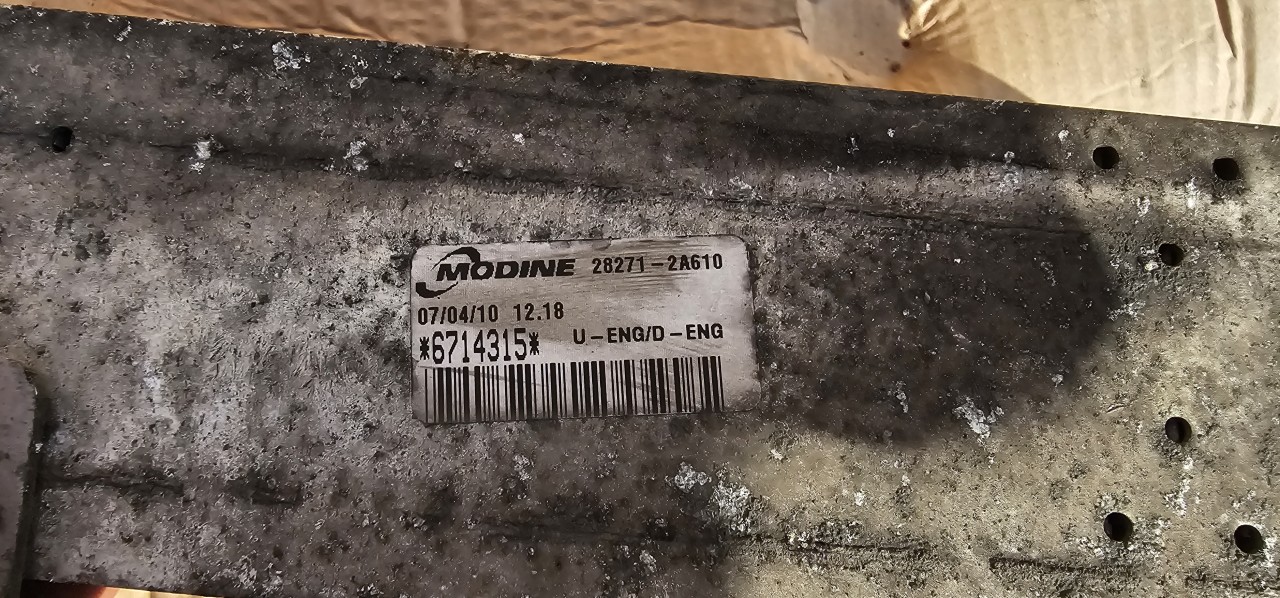 MODINE 28271-2A610
07/04/10 12.18
*6714315* U-ENG/D-ENG